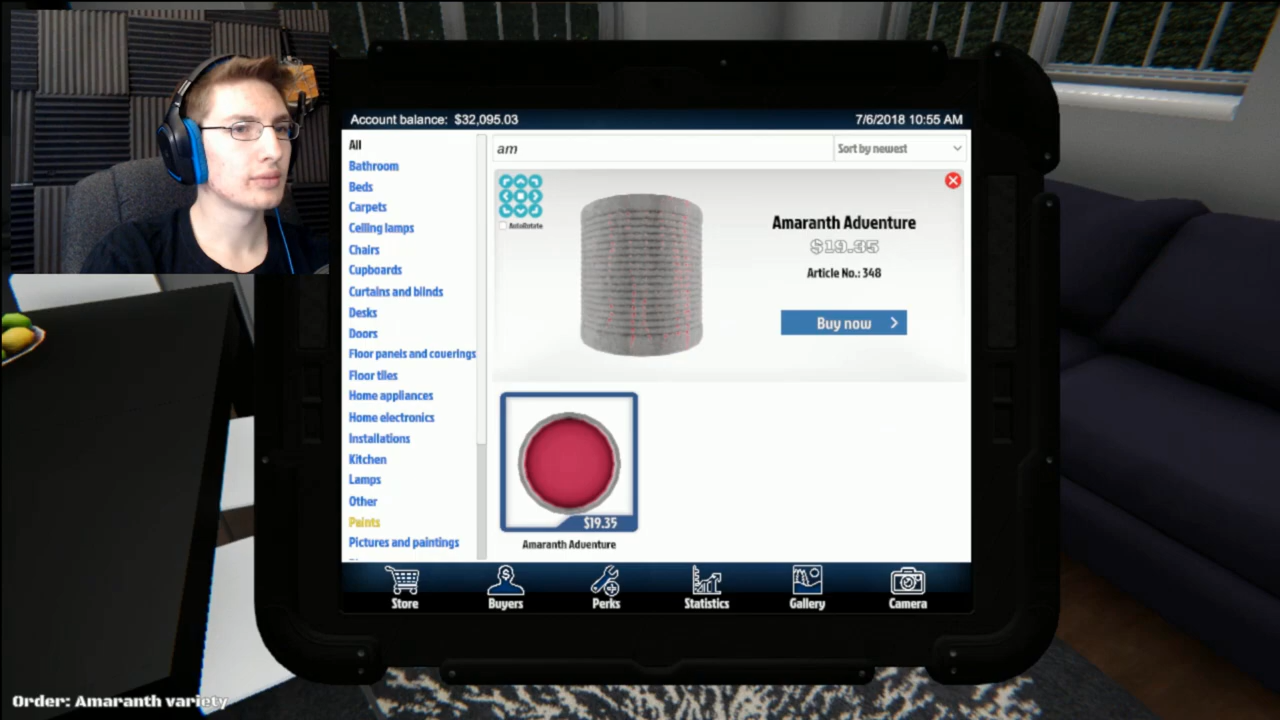 Account balance: $32,095.03
7/6/2018 10:55 AM
All
Bathroom
Beds
Carpets
Ceiling lamps
Chairs
Cupboards
Curtains and blinds
Desks
Doors
Floor panels and coverings
Floor tiles
Home appliances
Home electronics
Installations
Kitchen
Lamps
Other
Paints
Pictures and paintings
am
Sort by newest
AutoRotate
Amaranth Adventure
$19.35
Article No.: 348
Buy now
$19.35
Amaranth Adventure
Store
Buyers
Perks
Statistics
Gallery
Camera
Order: Amaranth variety